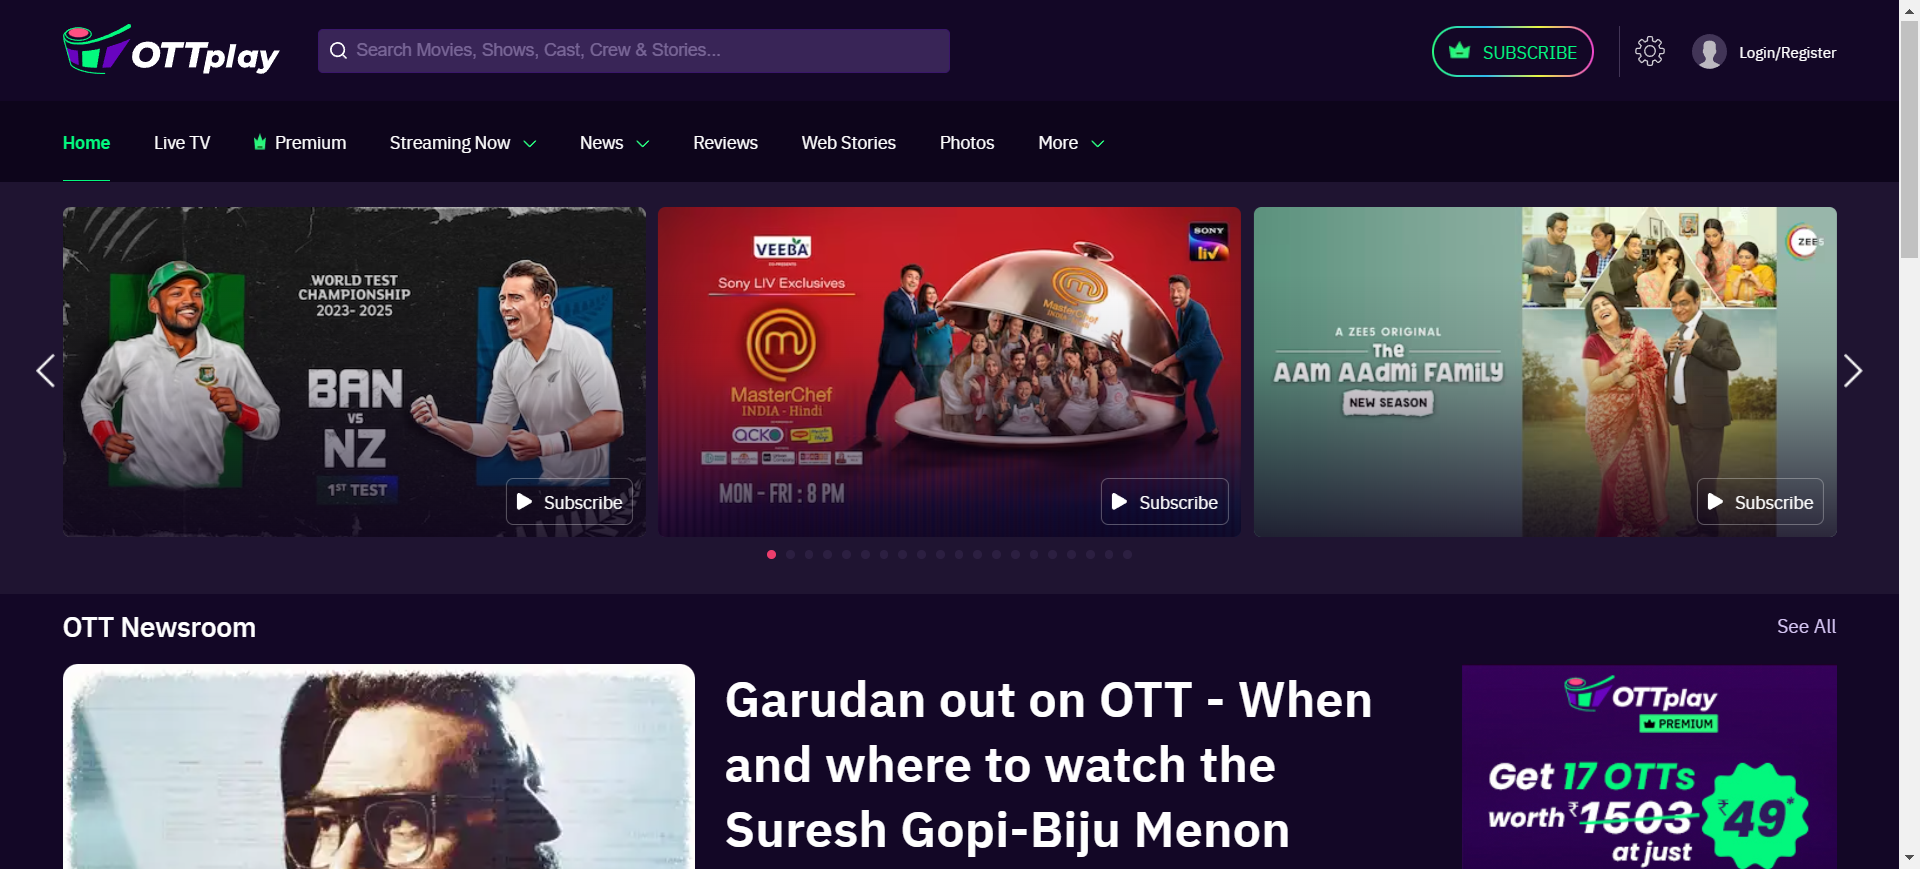 OTTplay
Search Movies, Shows, Cast, Crew & Stories...
SUBSCRIBE
Login/Register
Home
Live TV
Premium
Streaming Now
News
Reviews
Web Stories
Photos
More
WORLD TEST
CHAMPIONSHIP
2023- 2025
BAN
VS
NZ
1ST TEST
Subscribe
VEEBA
CO-PRESENTS
Sony LIV Exclusives
MasterChef
INDIA - Hindi
ACKO
MON - FRI : 8 PM
SONY
liv
MasterChef
Subscribe
ZEE5
A ZEE5 ORIGINAL
The
AAM AADMI FAMILY
NEW SEASON
Subscribe
OTT Newsroom
See All
Garudan out on OTT - When
and where to watch the
Suresh Gopi-Biju Menon
OTTplay
PREMIUM
Get 17 OTTs
worth ₹1503
at just
₹49*